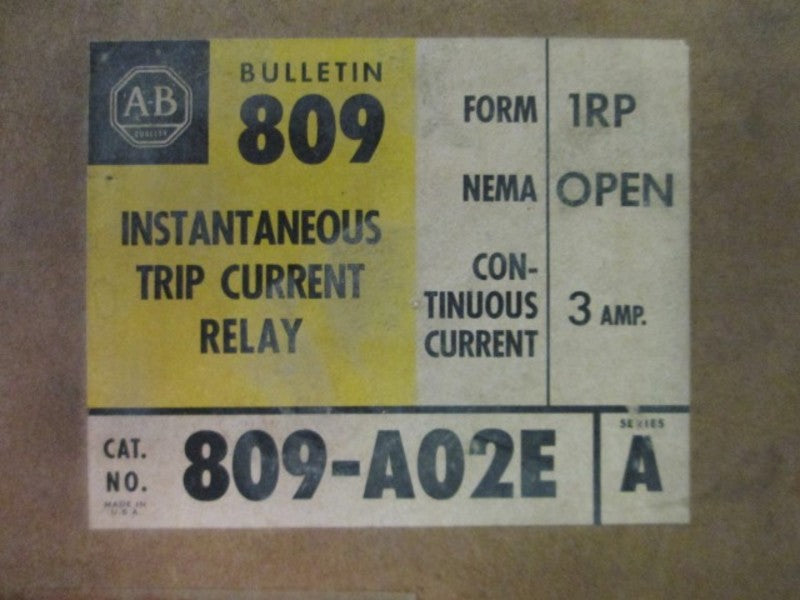 A-B
QUALITY
BULLETIN
809
INSTANTANEOUS
TRIP CURRENT
RELAY
FORM 1RP
NEMA OPEN
CON-
TINUOUS
CURRENT
3 AMP.
CAT.
NO.
809-A02E
MADE IN
U.S.A.
SERIES
A